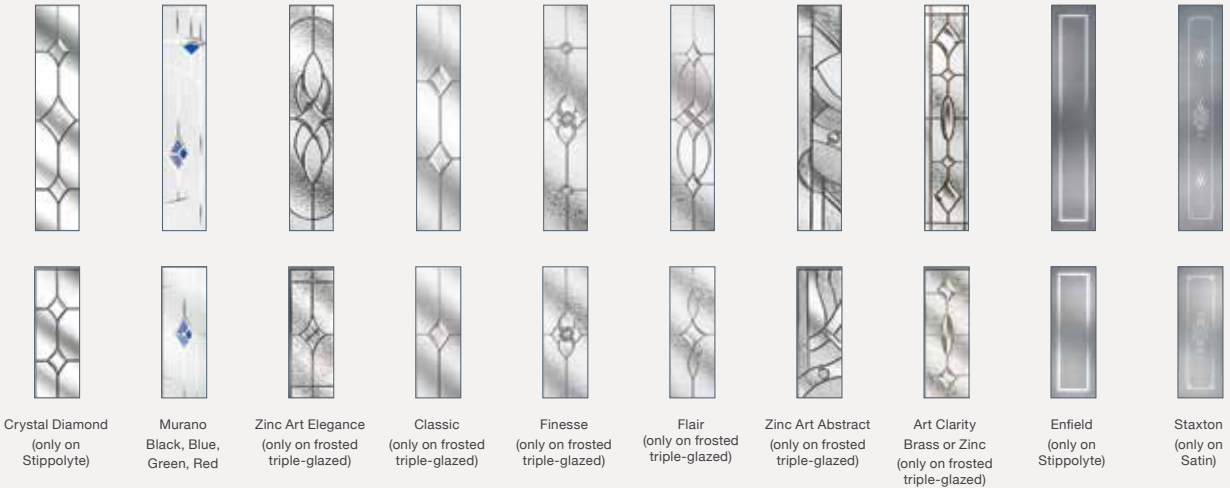 Crystal Diamond
(only on
Stippolyte)
Murano
Black, Blue,
Green, Red
Zinc Art Elegance
(only on frosted
triple-glazed)
Classic
(only on frosted
triple-glazed)
Finesse
(only on frosted
triple-glazed)
Flair
(only on frosted
triple-glazed)
Zinc Art Abstract
(only on frosted
triple-glazed)
Art Clarity
Brass or Zinc
(only on frosted
triple-glazed)
Enfield
(only on
Stippolyte)
Staxton
(only on
Satin)